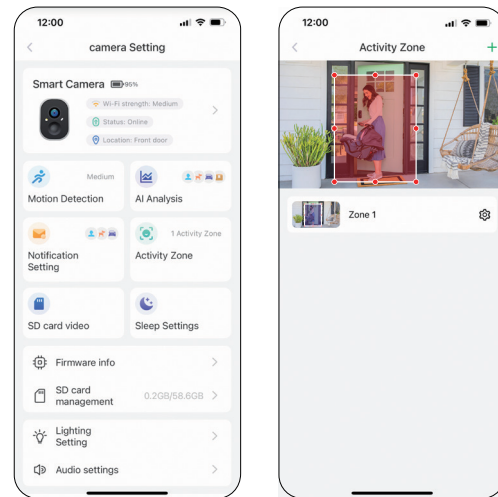 12:00
camera Setting
Smart Camera 95%
Wi-Fi strength: Medium
Status: Online
Location: Front door
Medium
Motion Detection
AI Analysis
Notification
Setting
1 Activity Zone
Activity Zone
SD card video
Sleep Settings
Firmware info
SD card
management
0.2GB/58.6GB
Lighting
Setting
Audio settings
12:00
Activity Zone
Zone 1